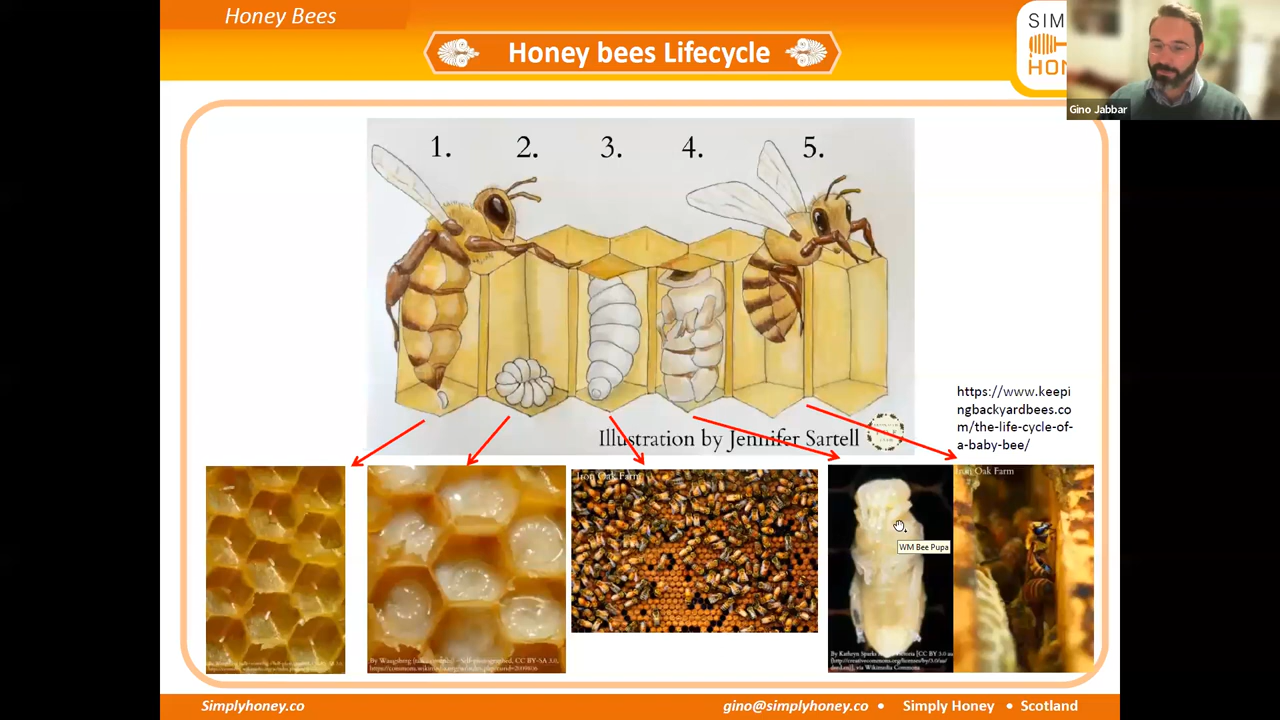 Honey Bees
Honey bees Lifecycle
SIM
HON
Gino Jabbar
1.
2.
3.
4.
5.
Illustration by Jennifer Sartell
https://www.keepi
ngbackyardbees.co
m/the-life-cycle-of-
a-baby-bee/
Iron Oak Farm
Iron Oak Farm
WM Bee Pupa
Simplyhoney.co
gino@simplyhoney.co • Simply Honey • Scotland